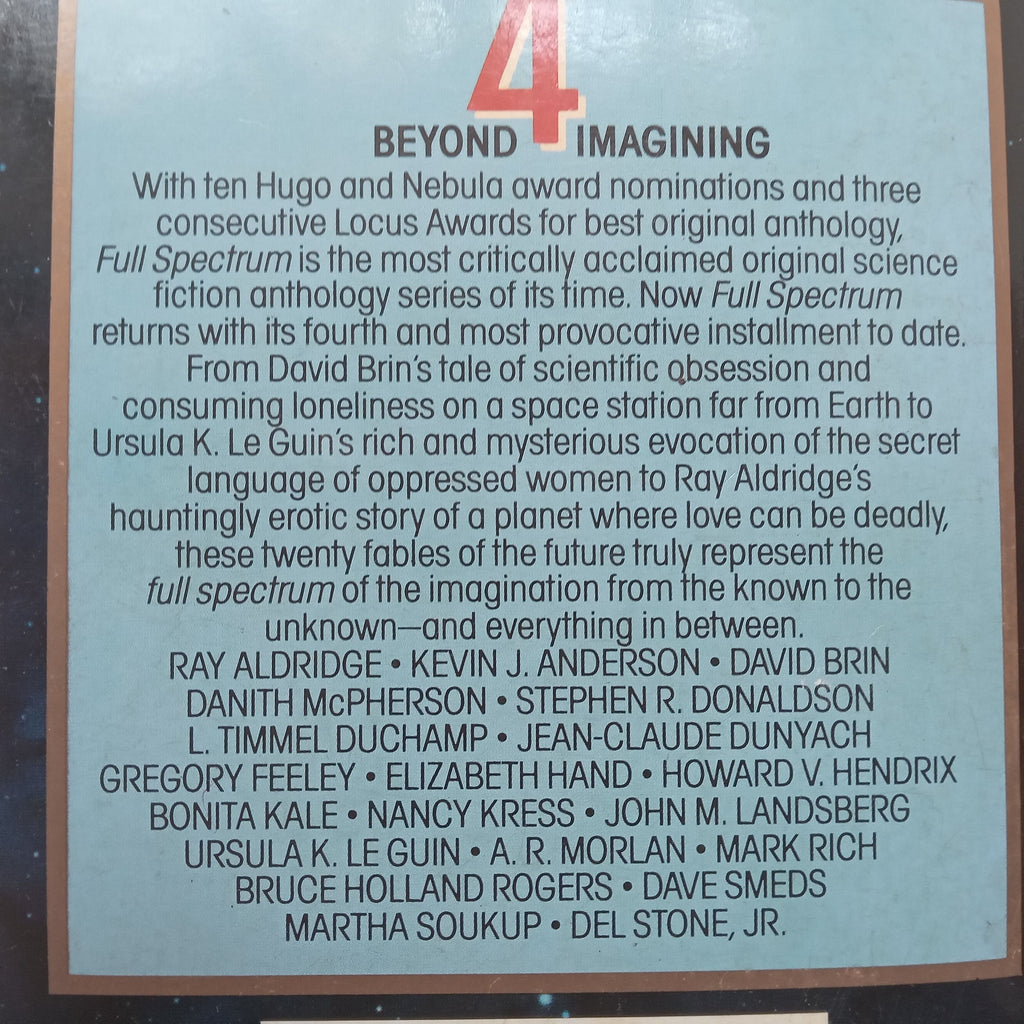 4
BEYOND IMAGINING
With ten Hugo and Nebula award nominations and three
consecutive Locus Awards for best original anthology,
Full Spectrum is the most critically acclaimed original science
fiction anthology series of its time. Now Full Spectrum
returns with its fourth and most provocative installment to date.
From David Brin's tale of scientific obsession and
consuming loneliness on a space station far from Earth to
Ursula K. Le Guin's rich and mysterious evocation of the secret
language of oppressed women to Ray Aldridge's
hauntingly erotic story of a planet where love can be deadly,
these twenty fables of the future truly represent the
full spectrum of the imagination from the known to the
unknown—and everything in between.
RAY ALDRIDGE • KEVIN J. ANDERSON • DAVID BRIN
DANITH McPHERSON • STEPHEN R. DONALDSON
L. TIMMEL DUCHAMP • JEAN-CLAUDE DUNYACH
GREGORY FEELEY • ELIZABETH HAND • HOWARD V. HENDRIX
BONITA KALE • NANCY KRESS • JOHN M. LANDSBERG
URSULA K. LE GUIN • A. R. MORLAN • MARK RICH
BRUCE HOLLAND ROGERS • DAVE SMEDS
MARTHA SOUKUP • DEL STONE, JR.